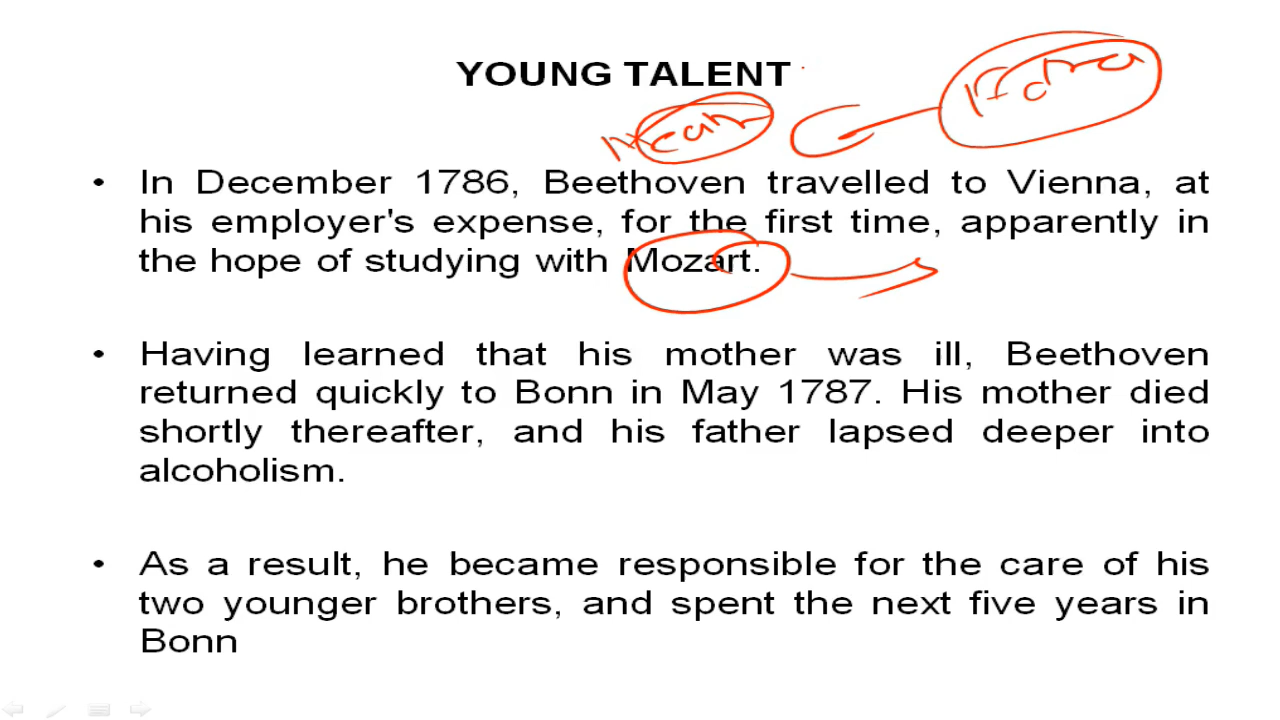 YOUNG TALENT
• In December 1786, Beethoven travelled to Vienna, at
his employer's expense, for the first time, apparently in
the hope of studying with Mozart.
• Having learned that his mother was ill, Beethoven
returned quickly to Bonn in May 1787. His mother died
shortly thereafter, and his father lapsed deeper into
alcoholism.
• As a result, he became responsible for the care of his
two younger brothers, and spent the next five years in
Bonn